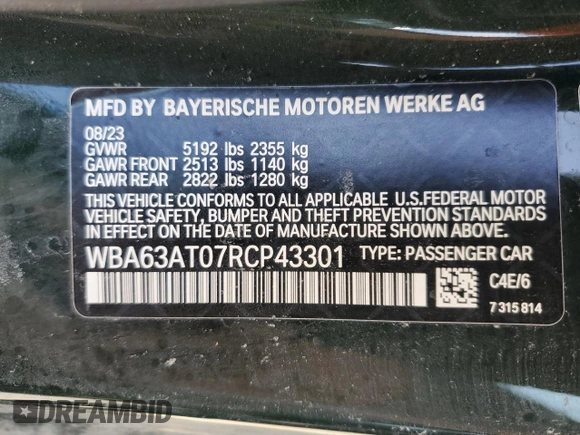 MFD BY BAYERISCHE MOTOREN WERKE AG
08/23
GVWR 5192 lbs 2355 kg
GAWR FRONT 2513 lbs 1140 kg
GAWR REAR 2822 lbs 1280 kg
THIS VEHICLE CONFORMS TO ALL APPLICABLE U.S.FEDERAL MOTOR
VEHICLE SAFETY, BUMPER AND THEFT PREVENTION STANDARDS
IN EFFECT ON THE DATE OF MANUFACTURE SHOWN ABOVE.
WBA63AT07RCP43301 TYPE: PASSENGER CAR
C4E/6
7 315 814
DREAMBID